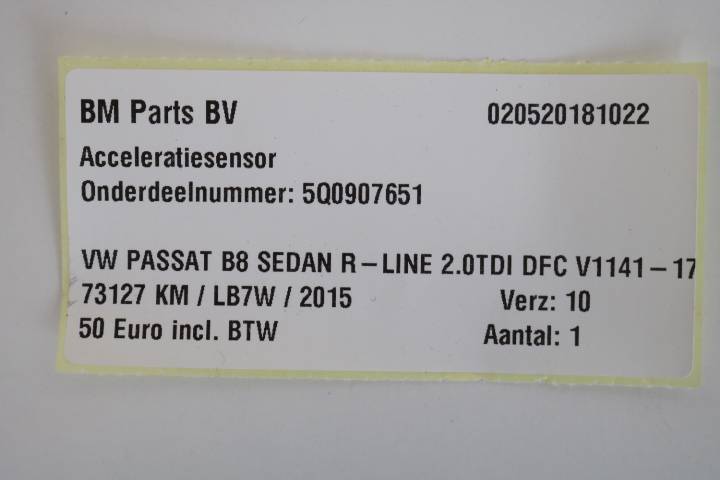 BM Parts BV 020520181022
Acceleratiesensor
Onderdeelnummer: 5Q0907651
VW PASSAT B8 SEDAN R-LINE 2.0TDI DFC V1141-17
73127 KM / LB7W / 2015 Verz: 10
50 Euro incl. BTW Aantal: 1